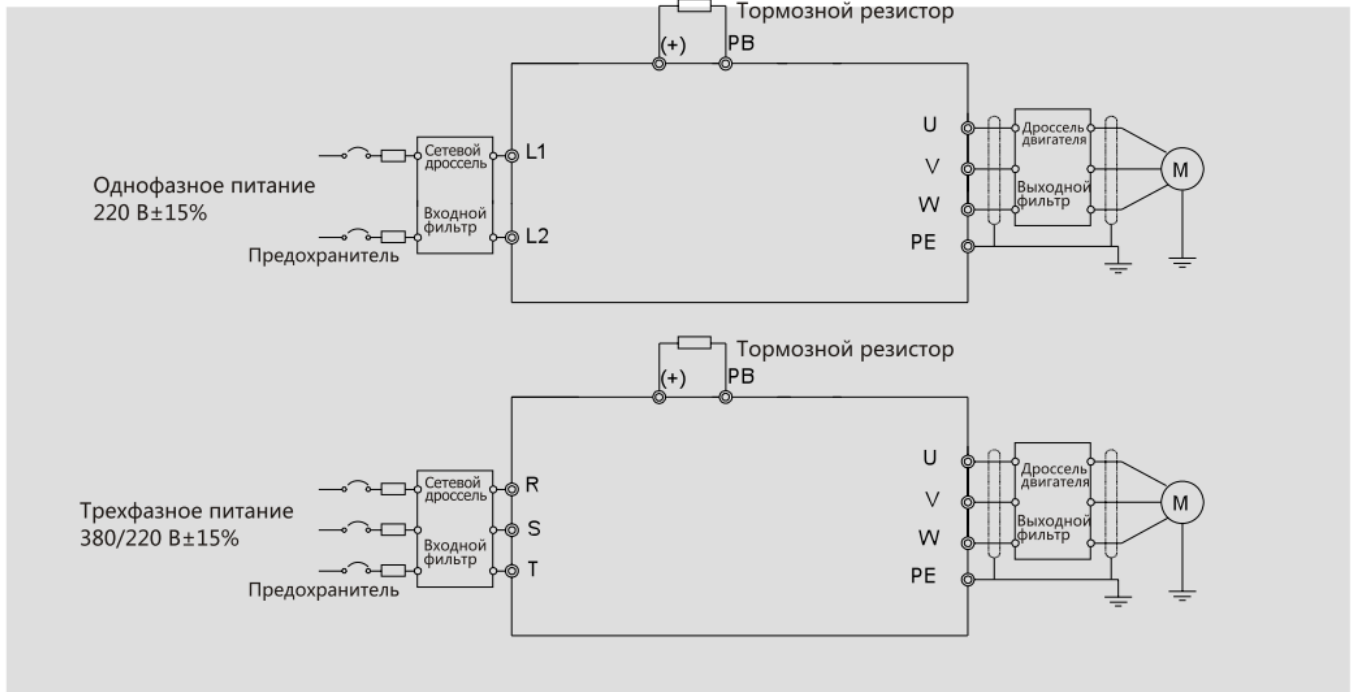 Тормозной резистор
(+) PB
Однофазное питание
220 В±15%
Предохранитель
Сетевой
дроссель
Входной
фильтр
L1
L2
U
V
W
PE
Дроссель
двигателя
Выходной
фильтр
M
Тормозной резистор
(+) PB
Трехфазное питание
380/220 В±15%
Предохранитель
Сетевой
дроссель
Входной
фильтр
R
S
T
U
V
W
PE
Дроссель
двигателя
Выходной
фильтр
M